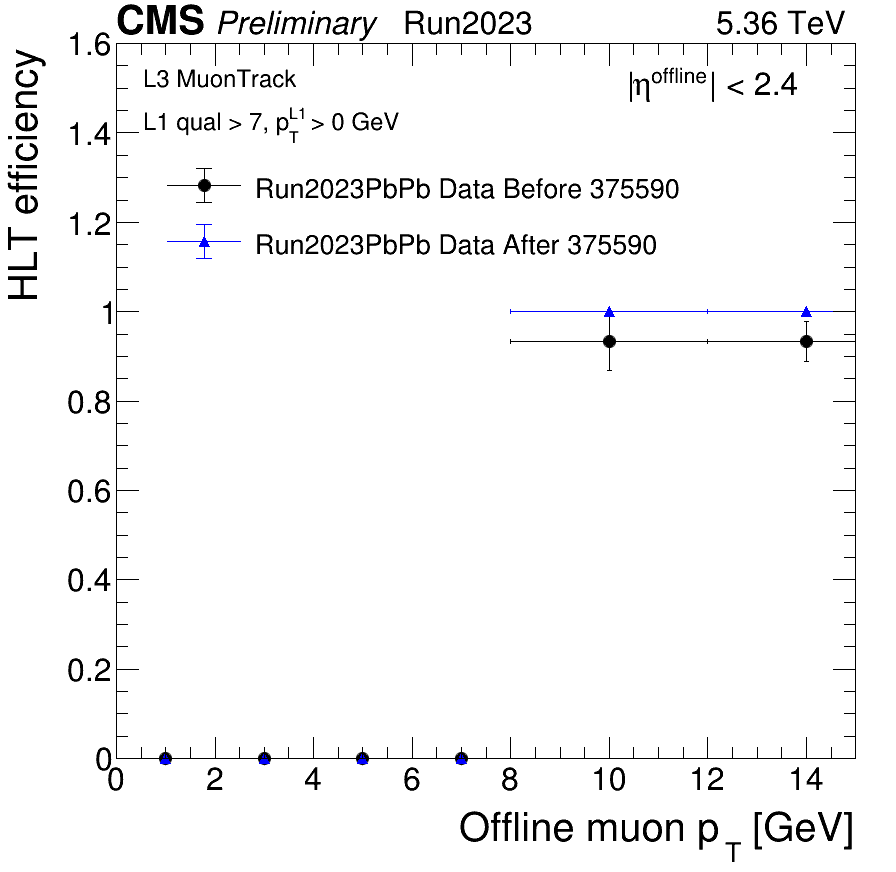 CMS Preliminary Run2023 5.36 TeV
L3 MuonTrack
|η^offline| < 2.4
L1 qual > 7, p_T^L1 > 0 GeV
Run2023PbPb Data Before 375590
Run2023PbPb Data After 375590
HLT efficiency
1.6
1.4
1.2
1
0.8
0.6
0.4
0.2
0
0 2 4 6 8 10 12 14
Offline muon p_T [GeV]